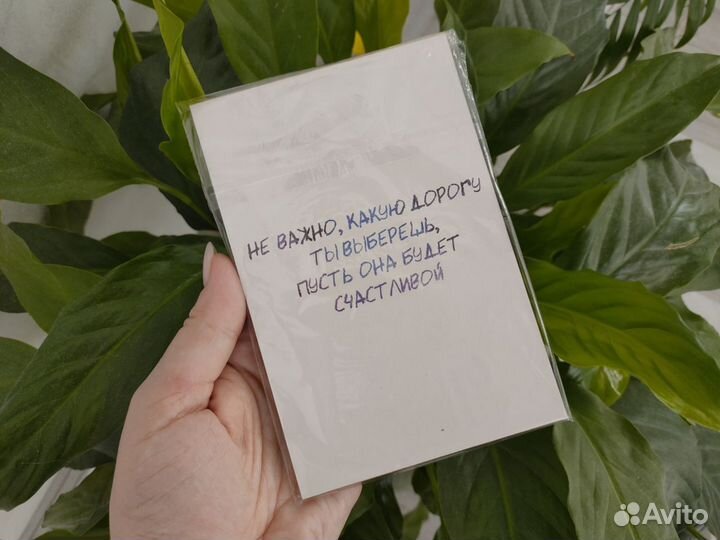 НЕ ВАЖНО, КАКУЮ ДОРОГУ
ТЫ ВЫБЕРЕШЬ,
ПУСТЬ ОНА БУДЕТ
СЧАСТЛИВОЙ
Avito